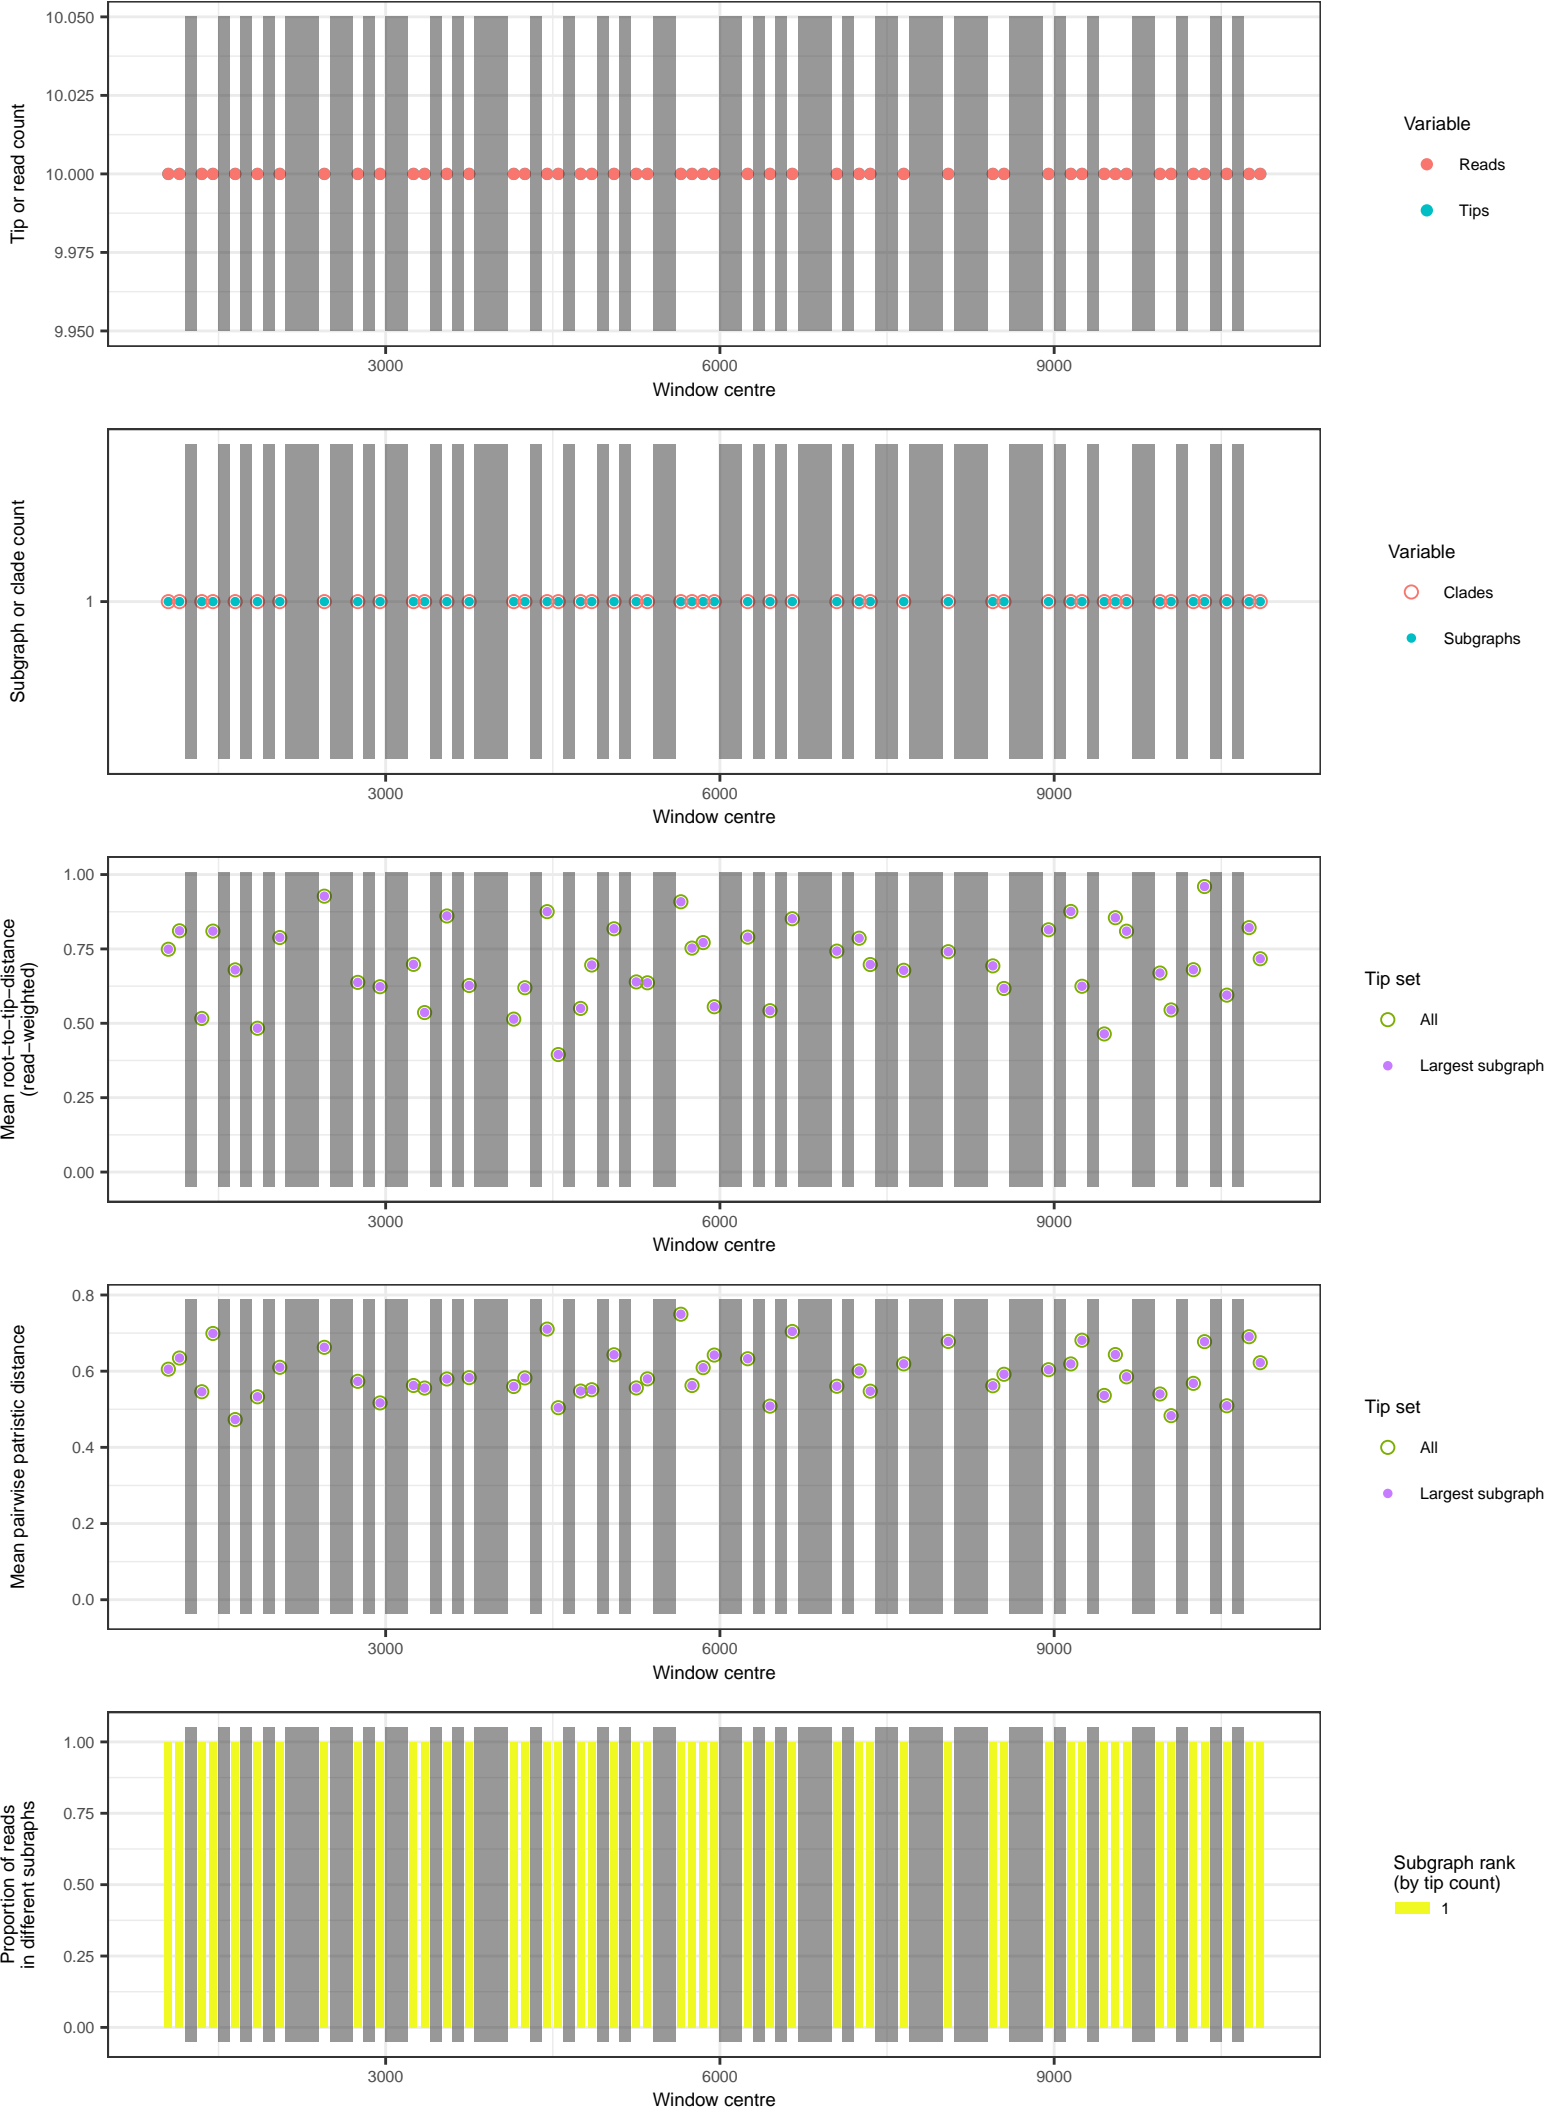 10.050
10.025
10.000
9.975
9.950
Tip or read count
3000
6000
9000
Window centre
Variable
Reads
Tips
1
Subgraph or clade count
3000
6000
9000
Window centre
Variable
Clades
Subgraphs
1.00
0.75
0.50
0.25
0.00
Mean root−to−tip−distance
(read−weighted)
3000
6000
9000
Window centre
Tip set
All
Largest subgraph
0.8
0.6
0.4
0.2
0.0
Mean pairwise patristic distance
3000
6000
9000
Window centre
Tip set
All
Largest subgraph
1.00
0.75
0.50
0.25
0.00
Proportion of reads
in different subraphs
3000
6000
9000
Window centre
Subgraph rank
(by tip count)
1